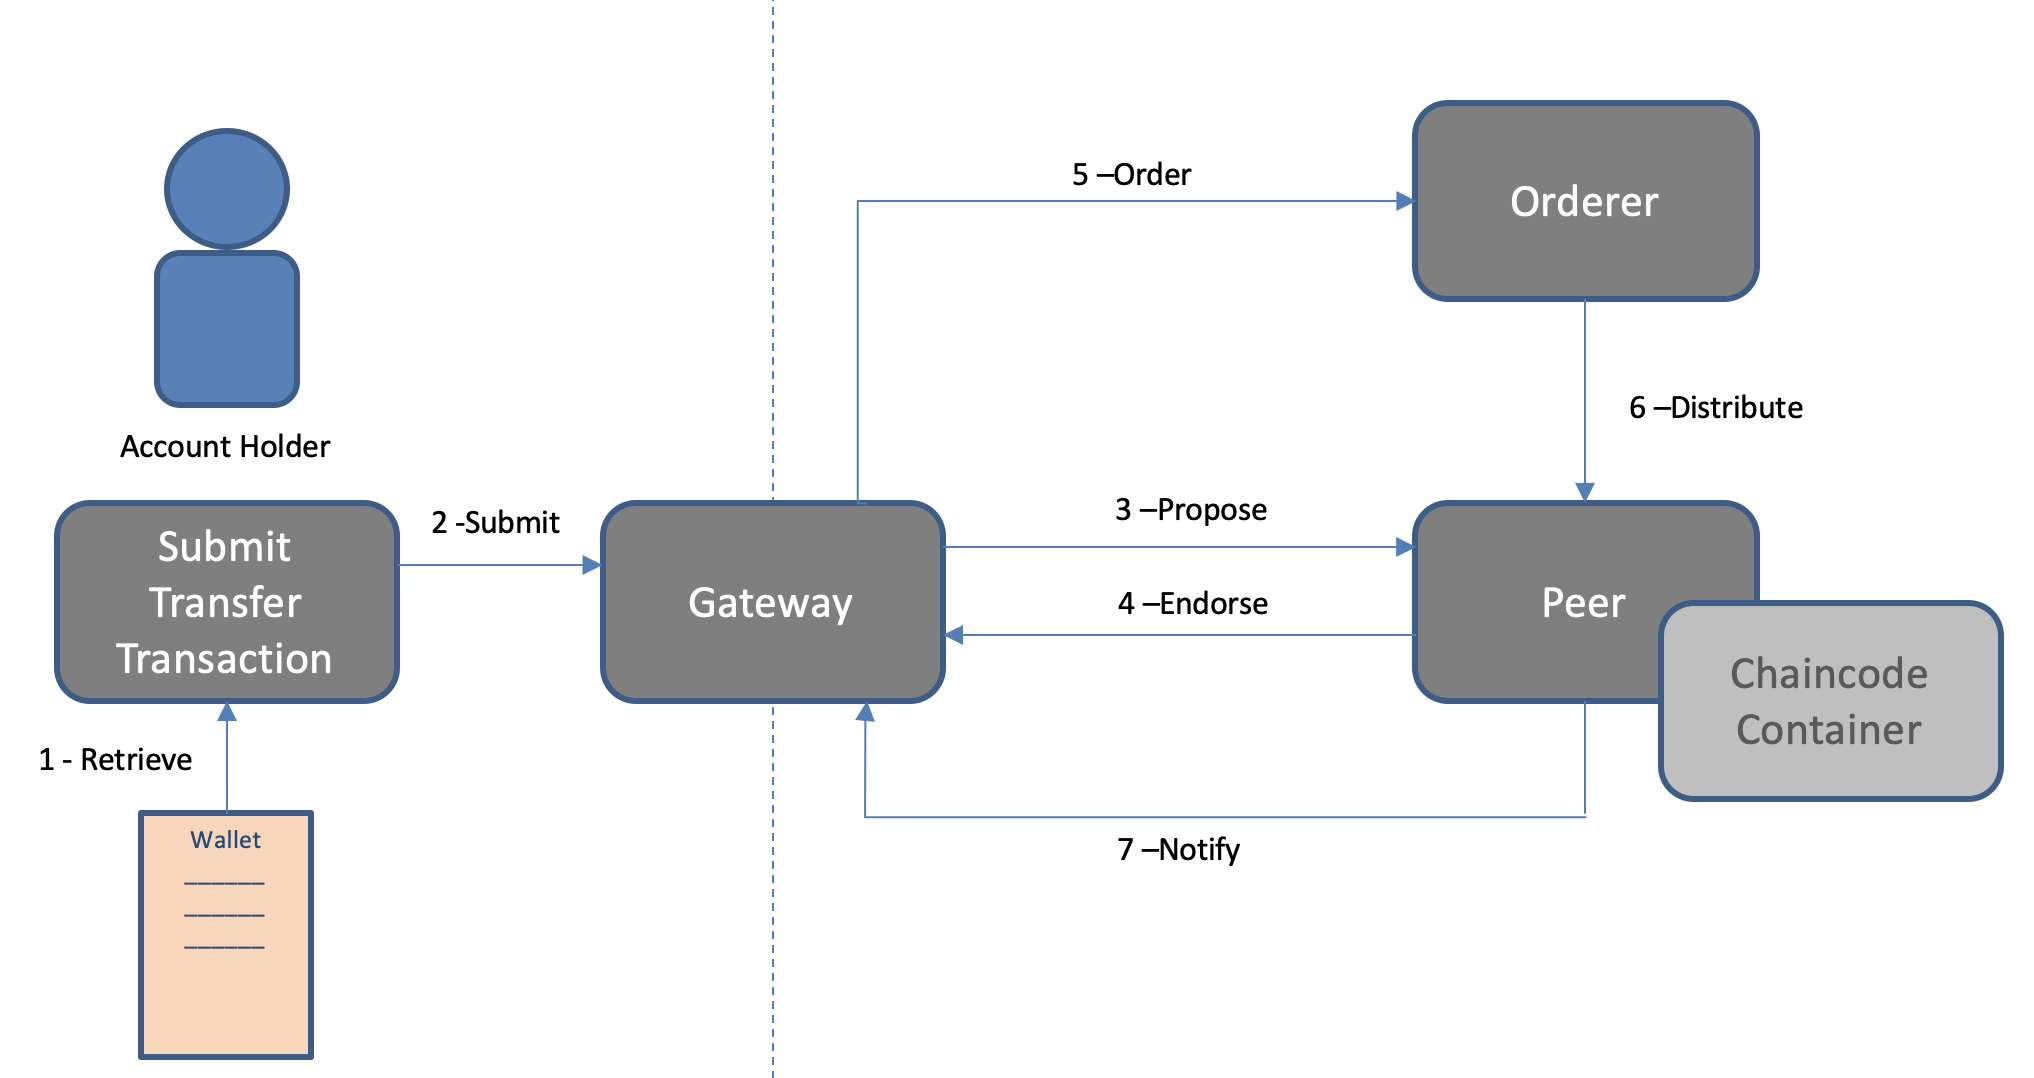 5 –Order
Orderer
6 –Distribute
Account Holder
Submit
Transfer
Transaction
2 -Submit
Gateway
3 –Propose
4 –Endorse
Peer
Chaincode
Container
1 - Retrieve
Wallet
7 –Notify